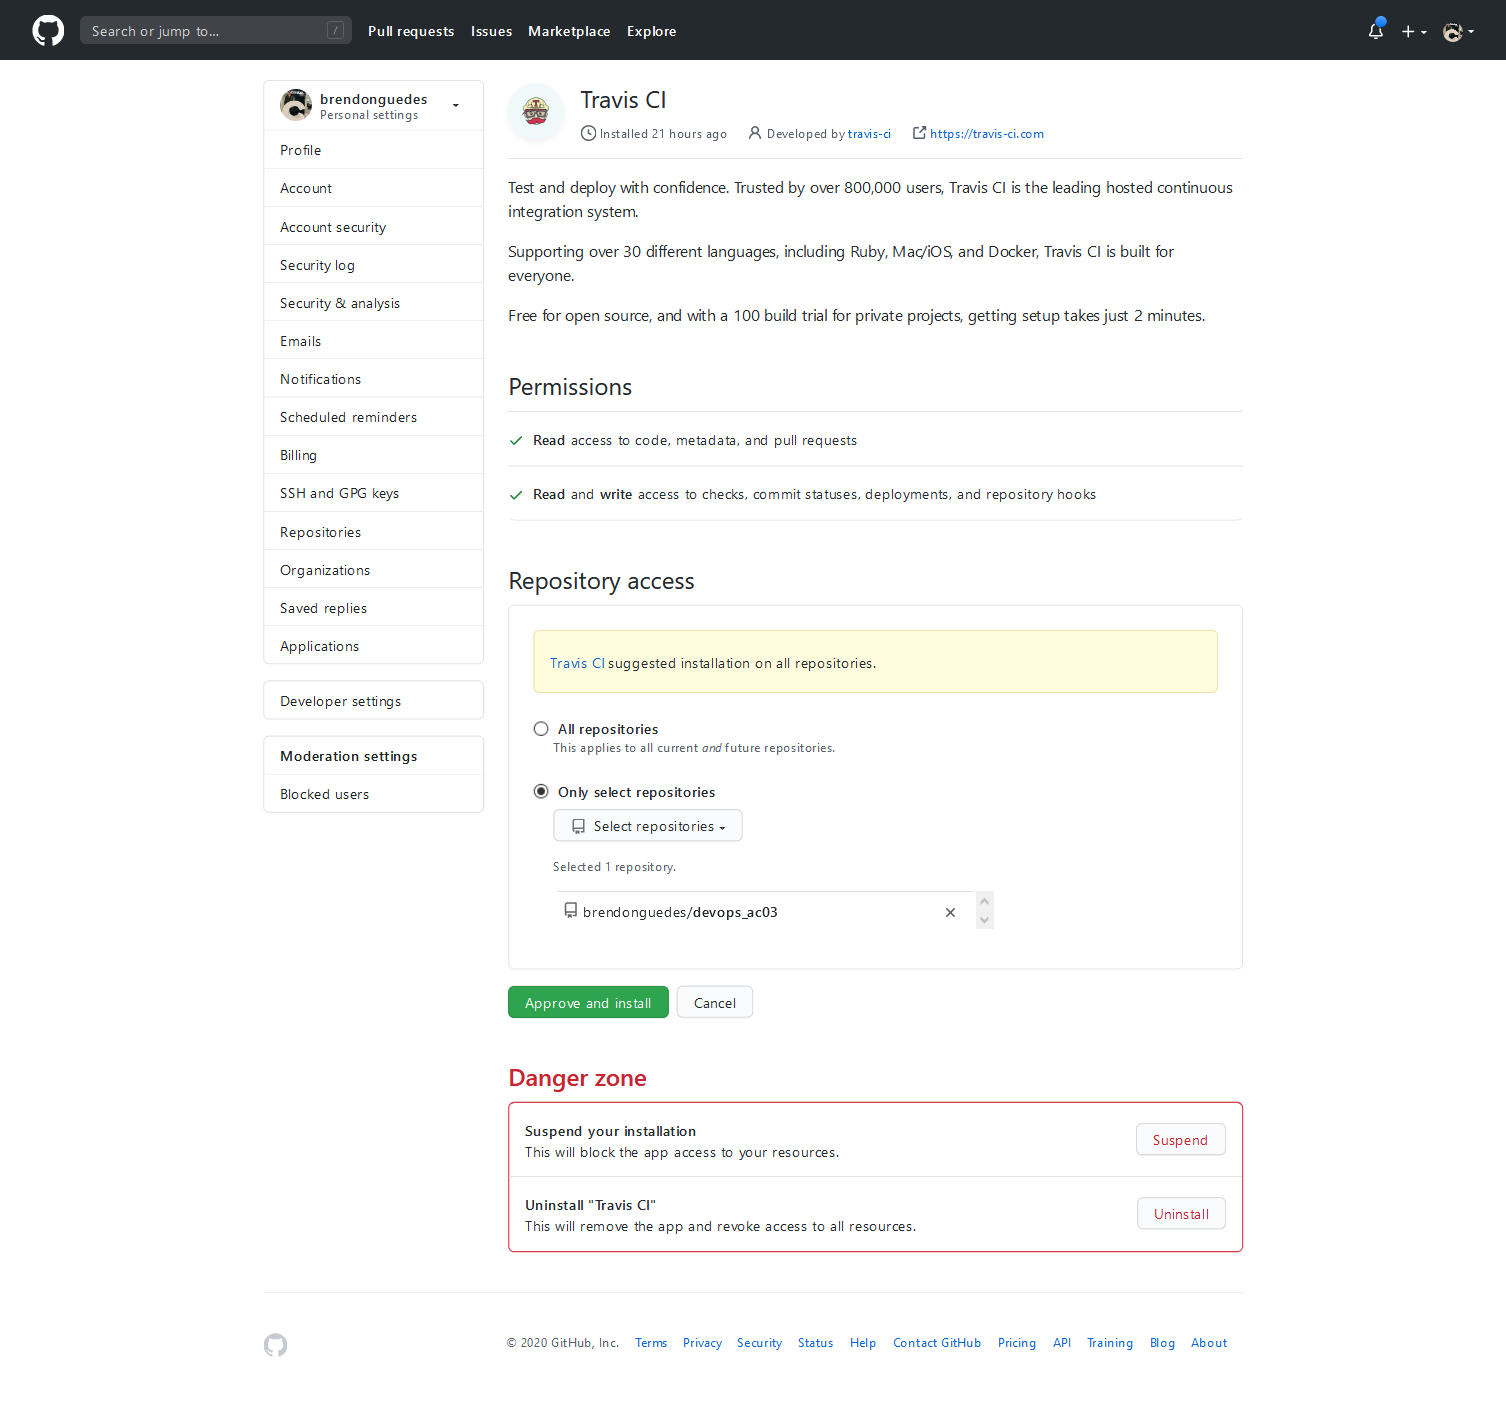 Search or jump to...
/
Pull requests
Issues
Marketplace
Explore
brendonguedes
Personal settings
Profile
Account
Account security
Security log
Security & analysis
Emails
Notifications
Scheduled reminders
Billing
SSH and GPG keys
Repositories
Organizations
Saved replies
Applications
Developer settings
Moderation settings
Blocked users
Travis CI
Installed 21 hours ago
Developed by travis-ci
https://travis-ci.com
Test and deploy with confidence. Trusted by over 800,000 users, Travis CI is the leading hosted continuous
integration system.
Supporting over 30 different languages, including Ruby, Mac/iOS, and Docker, Travis CI is built for
everyone.
Free for open source, and with a 100 build trial for private projects, getting setup takes just 2 minutes.
Permissions
Read access to code, metadata, and pull requests
Read and write access to checks, commit statuses, deployments, and repository hooks
Repository access
Travis CI suggested installation on all repositories.
All repositories
This applies to all current and future repositories.
Only select repositories
Select repositories
Selected 1 repository.
brendonguedes/devops_ac03
Approve and install
Cancel
Danger zone
Suspend your installation
This will block the app access to your resources.
Suspend
Uninstall "Travis CI"
This will remove the app and revoke access to all resources.
Uninstall
© 2020 GitHub, Inc.
Terms
Privacy
Security
Status
Help
Contact GitHub
Pricing
API
Training
Blog
About